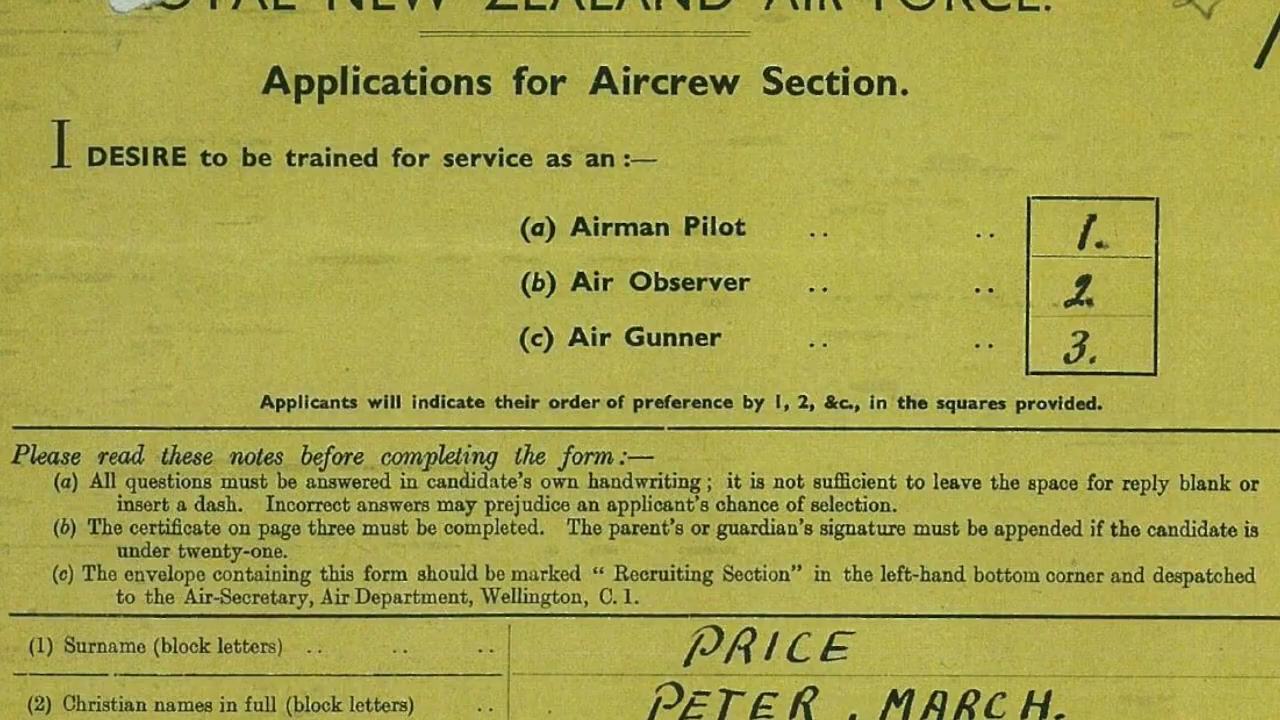 ROYAL NEW ZEALAND AIR FORCE.
Applications for Aircrew Section.
I DESIRE to be trained for service as an :—
(a) Airman Pilot .. .. 1.
(b) Air Observer .. .. 2.
(c) Air Gunner .. .. 3.
Applicants will indicate their order of preference by 1, 2, &c., in the squares provided.
Please read these notes before completing the form :—
(a) All questions must be answered in candidate's own handwriting ; it is not sufficient to leave the space for reply blank or
insert a dash. Incorrect answers may prejudice an applicant's chance of selection.
(b) The certificate on page three must be completed. The parent's or guardian's signature must be appended if the candidate is
under twenty-one.
(c) The envelope containing this form should be marked “ Recruiting Section” in the left-hand bottom corner and despatched
to the Air-Secretary, Air Department, Wellington, C. 1.
(1) Surname (block letters) .. .. .. PRICE
(2) Christian names in full (block letters) .. PETER . MARCH.